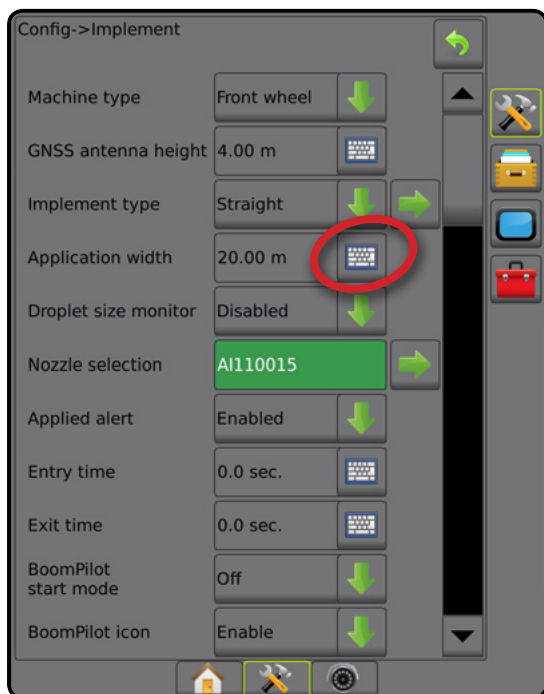 Config->Implement
Machine type Front wheel
GNSS antenna height 4.00 m
Implement type Straight
Application width 20.00 m
Droplet size monitor Disabled
Nozzle selection AI110015
Applied alert Enabled
Entry time 0.0 sec.
Exit time 0.0 sec.
BoomPilot
start mode Off
BoomPilot icon Enable